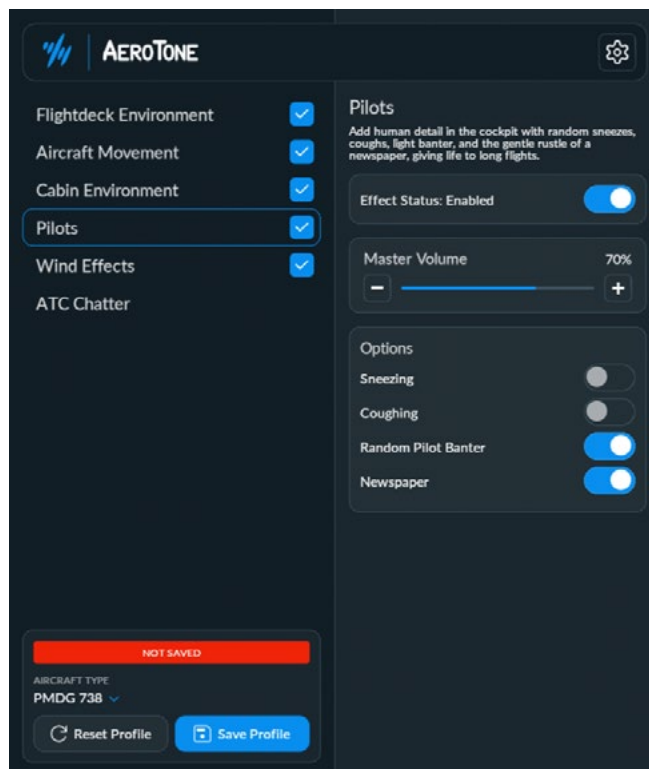 AEROTONE
Flightdeck Environment
Aircraft Movement
Cabin Environment
Pilots
Wind Effects
ATC Chatter
NOT SAVED
AIRCRAFT TYPE
PMDG 738
Reset Profile
Save Profile
Pilots
Add human detail in the cockpit with random sneezes,
coughs, light banter, and the gentle rustle of a
newspaper, giving life to long flights.
Effect Status: Enabled
Master Volume 70%
Options
Sneezing
Coughing
Random Pilot Banter
Newspaper